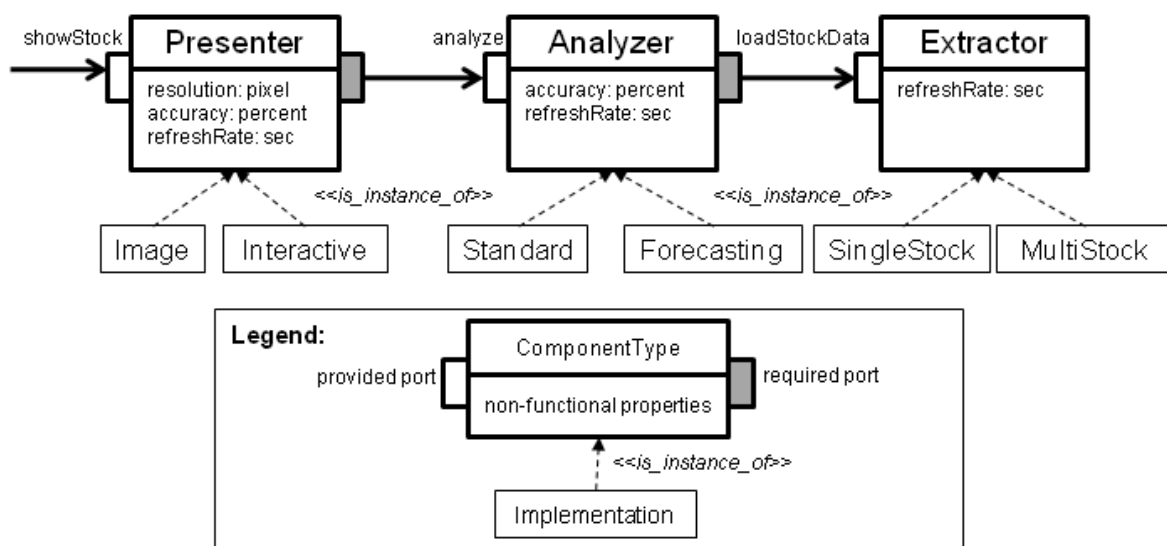 showStock
Presenter
resolution: pixel
accuracy: percent
refreshRate: sec
analyze
Analyzer
accuracy: percent
refreshRate: sec
loadStockData
Extractor
refreshRate: sec
<<is_instance_of>>
<<is_instance_of>>
Image
Interactive
Standard
Forecasting
SingleStock
MultiStock
Legend:
ComponentType
provided port
required port
non-functional properties
<<is_instance_of>>
Implementation